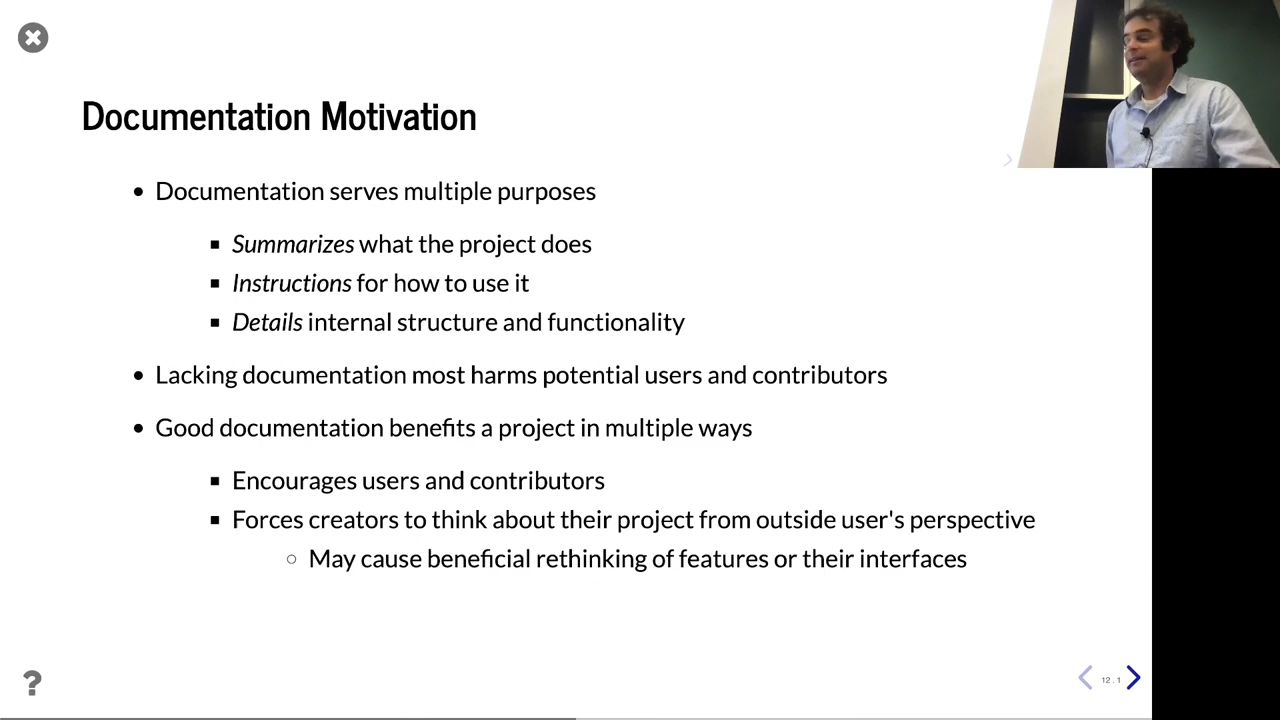 Documentation Motivation
Documentation serves multiple purposes
Summarizes what the project does
Instructions for how to use it
Details internal structure and functionality
Lacking documentation most harms potential users and contributors
Good documentation benefits a project in multiple ways
Encourages users and contributors
Forces creators to think about their project from outside user's perspective
May cause beneficial rethinking of features or their interfaces
?
12.1